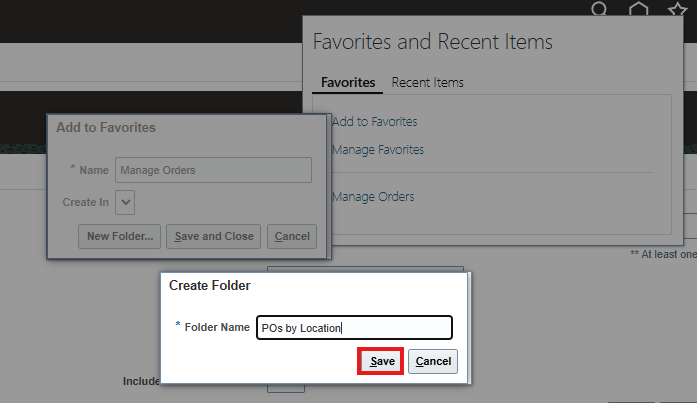 Favorites and Recent Items
Favorites Recent Items
Add to Favorites
Manage Favorites
Manage Orders
Add to Favorites
* Name Manage Orders
Create In
New Folder... Save and Close Cancel
** At least one
Create Folder
* Folder Name POs by Location
Save Cancel
Include